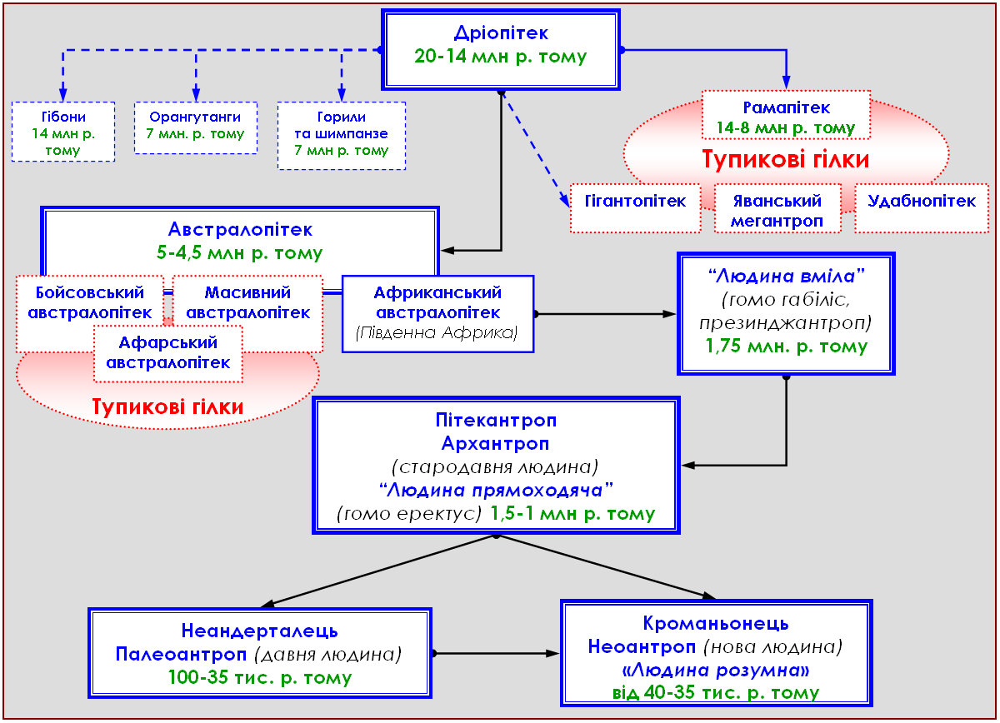 Дріопітек
20-14 млн р. тому
Гібони
14 млн р.
тому
Орангутанги
7 млн. р. тому
Горили
та шимпанзе
7 млн р. тому
Рамапітек
14-8 млн р. тому
Тупикові гілки
Гігантопітек
Яванський
мегантроп
Удабнопітек
Австралопітек
5-4,5 млн р. тому
Бойсовський
австралопітек
Масивний
австралопітек
Африканський
австралопітек
(Південна Африка)
Афарський
австралопітек
Тупикові гілки
“Людина вміла”
(гомо габіліс,
презинджантроп)
1,75 млн. р. тому
Пітекантроп
Архантроп
(стародавня людина)
“Людина прямоходяча”
(гомо еректус) 1,5-1 млн р. тому
Неандерталець
Палеоантроп (давня людина)
100-35 тис. р. тому
Кроманьонець
Неоантроп (нова людина)
«Людина розумна»
від 40-35 тис. р. тому